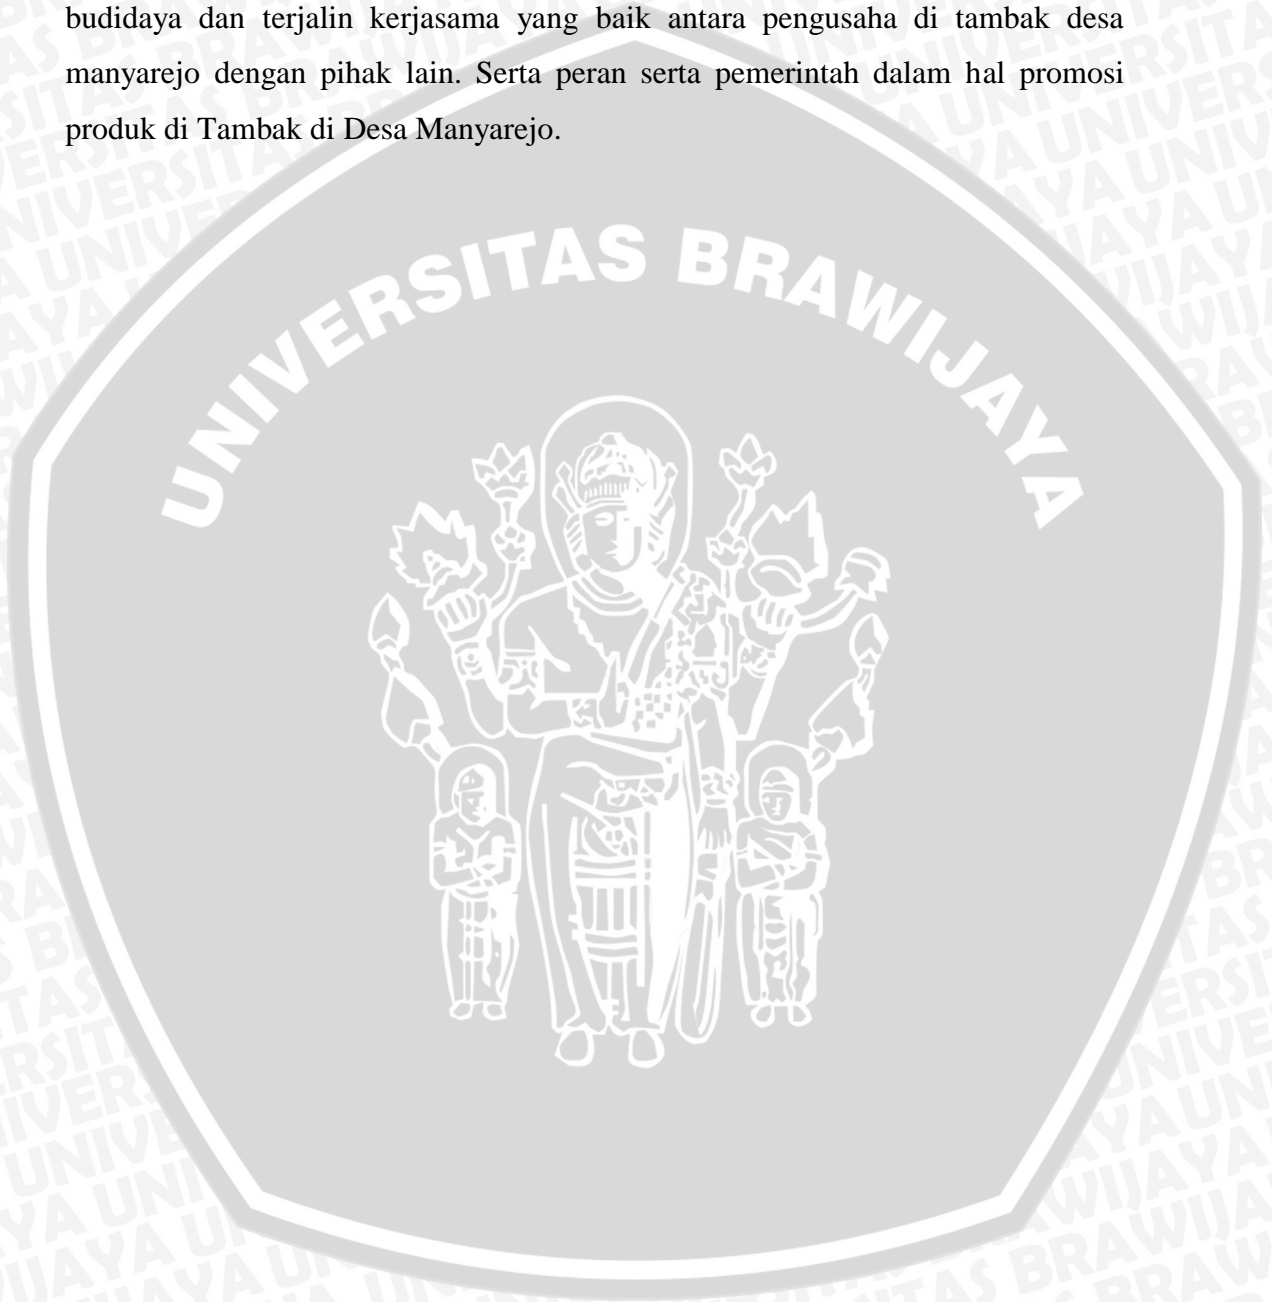 budidaya dan terjalin kerjasama yang baik antara pengusaha di tambak desa
manyarejo dengan pihak lain. Serta peran serta pemerintah dalam hal promosi
produk di Tambak di Desa Manyarejo.
UNIVERSITAS BRAWIJAYA